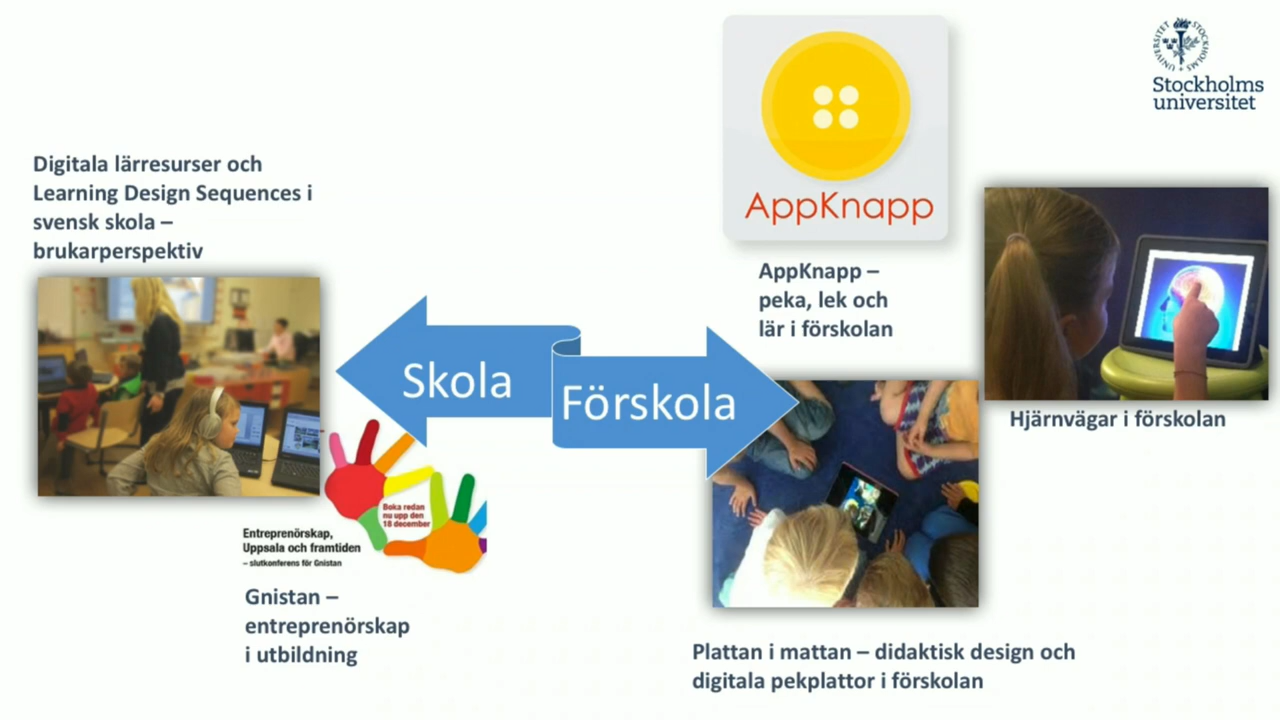 Stockholms
universitet
Digitala lärresurser och
Learning Design Sequences i
svensk skola –
brukarperspektiv
AppKnapp
AppKnapp –
peka, lek och
lär i förskolan
Skola
Förskola
Hjärnvägar i förskolan
Boka redan
nu upp den
18 december
Entreprenörskap,
Uppsala och framtiden
– slutkonferens för Gnistan
Gnistan –
entreprenörskap
i utbildning
Plattan i mattan – didaktisk design och
digitala pekplattor i förskolan